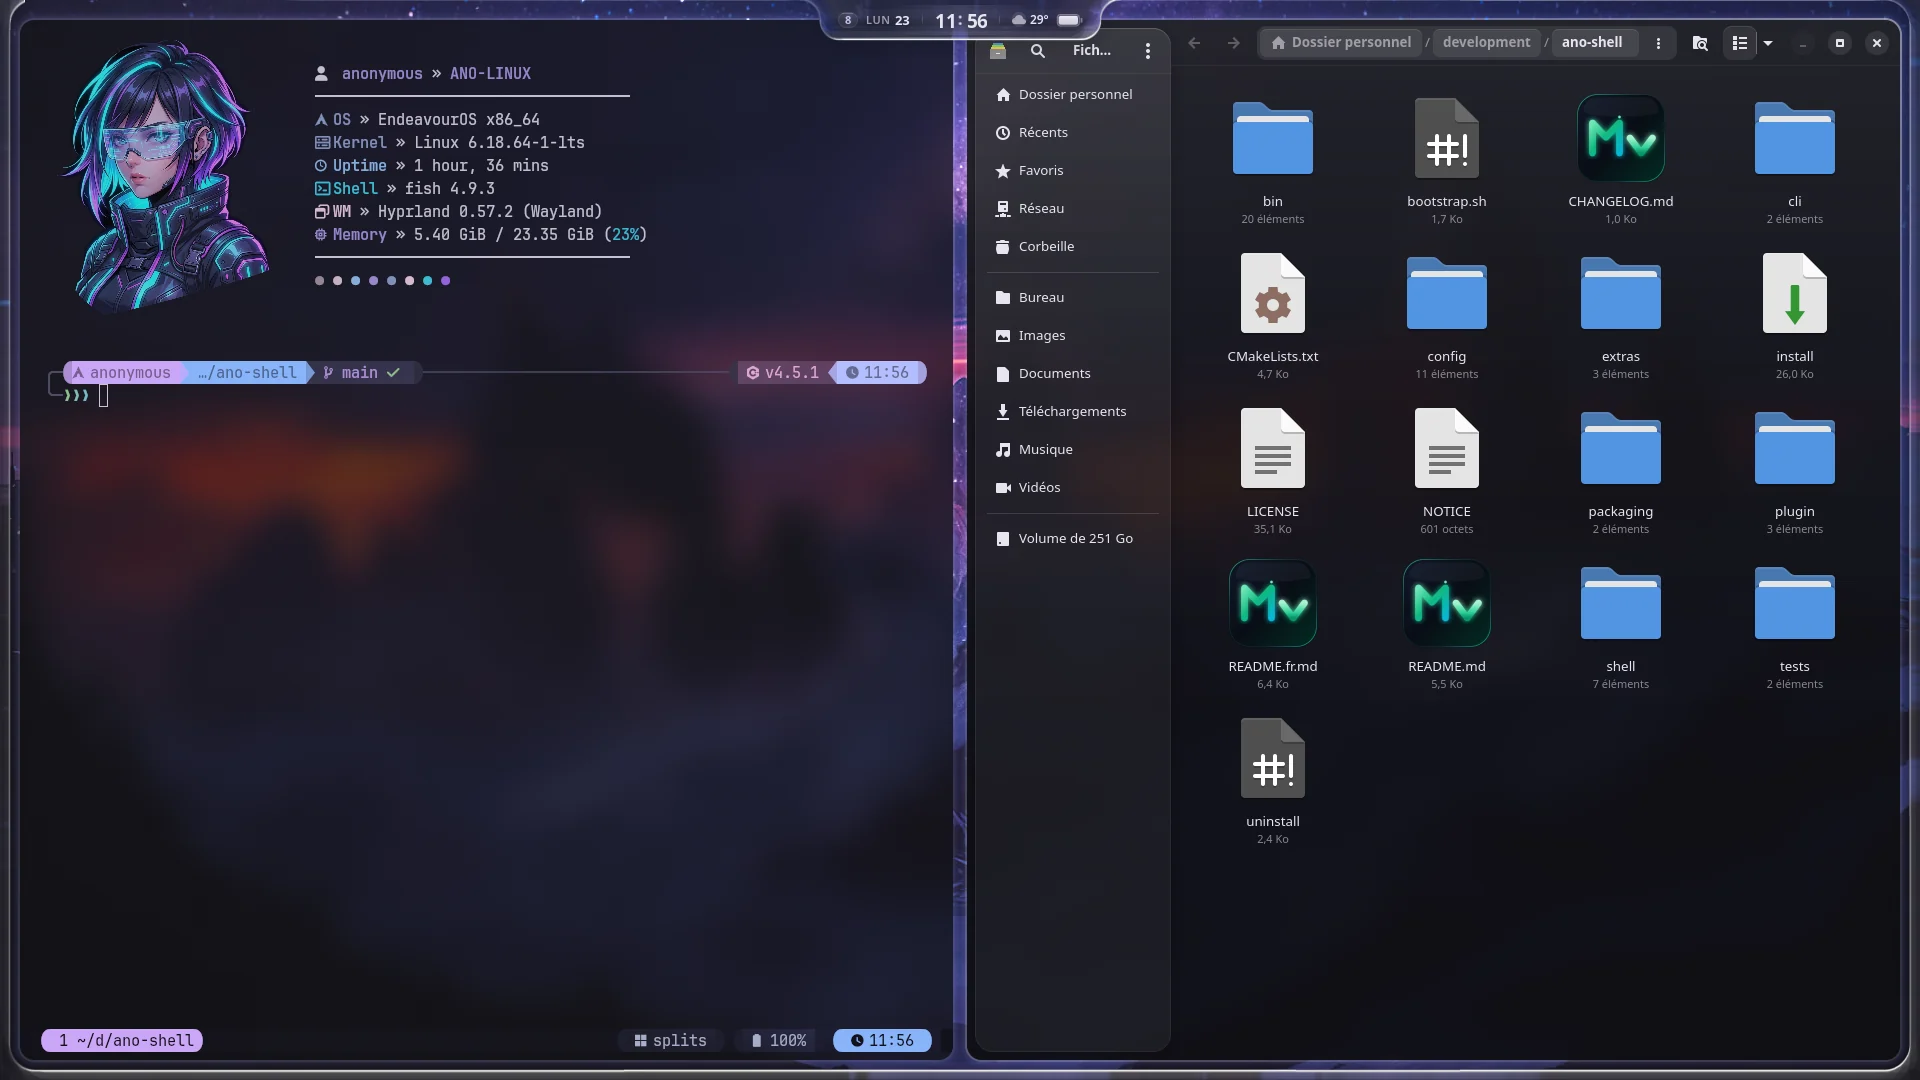 8 LUN 23 11:56 29°
anonymous » ANO-LINUX
OS » EndeavourOS x86_64
Kernel » Linux 6.18.64-1-lts
Uptime » 1 hour, 36 mins
Shell » fish 4.9.3
WM » Hyprland 0.57.2 (Wayland)
Memory » 5.40 GiB / 23.35 GiB (23%)
anonymous …/ano-shell main ✓ v4.5.1 11:56
❯❯❯
1 ~/d/ano-shell splits 100% 11:56
Fich...
Dossier personnel
Récents
Favoris
Réseau
Corbeille
Bureau
Images
Documents
Téléchargements
Musique
Vidéos
Volume de 251 Go
Dossier personnel / development / ano-shell
bin bootstrap.sh CHANGELOG.md cli
20 éléments 1,7 Ko 1,0 Ko 2 éléments
CMakeLists.txt config extras install
4,7 Ko 11 éléments 3 éléments 26,0 Ko
LICENSE NOTICE packaging plugin
35,1 Ko 601 octets 2 éléments 3 éléments
README.fr.md README.md shell tests
6,4 Ko 5,5 Ko 7 éléments 2 éléments
uninstall
2,4 Ko